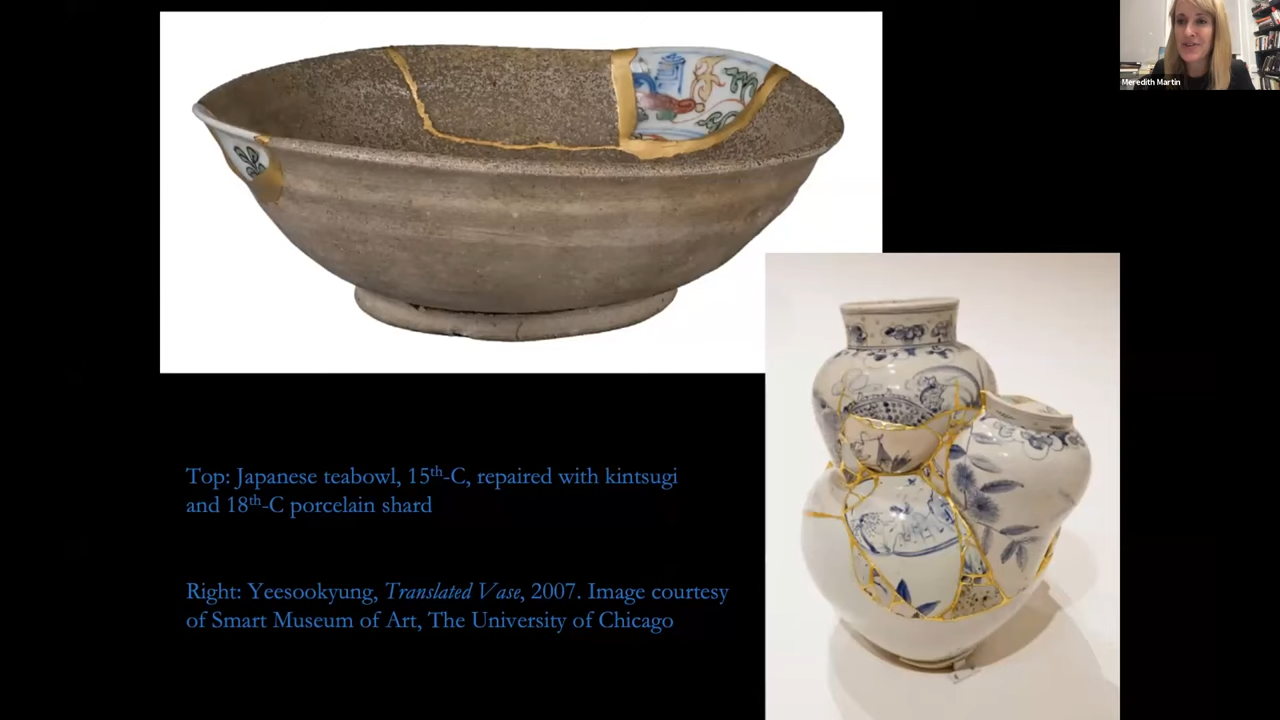 Meredith Martin
Top: Japanese teabowl, 15th-C, repaired with kintsugi
and 18th-C porcelain shard
Right: Yeesookyung, Translated Vase, 2007. Image courtesy
of Smart Museum of Art, The University of Chicago